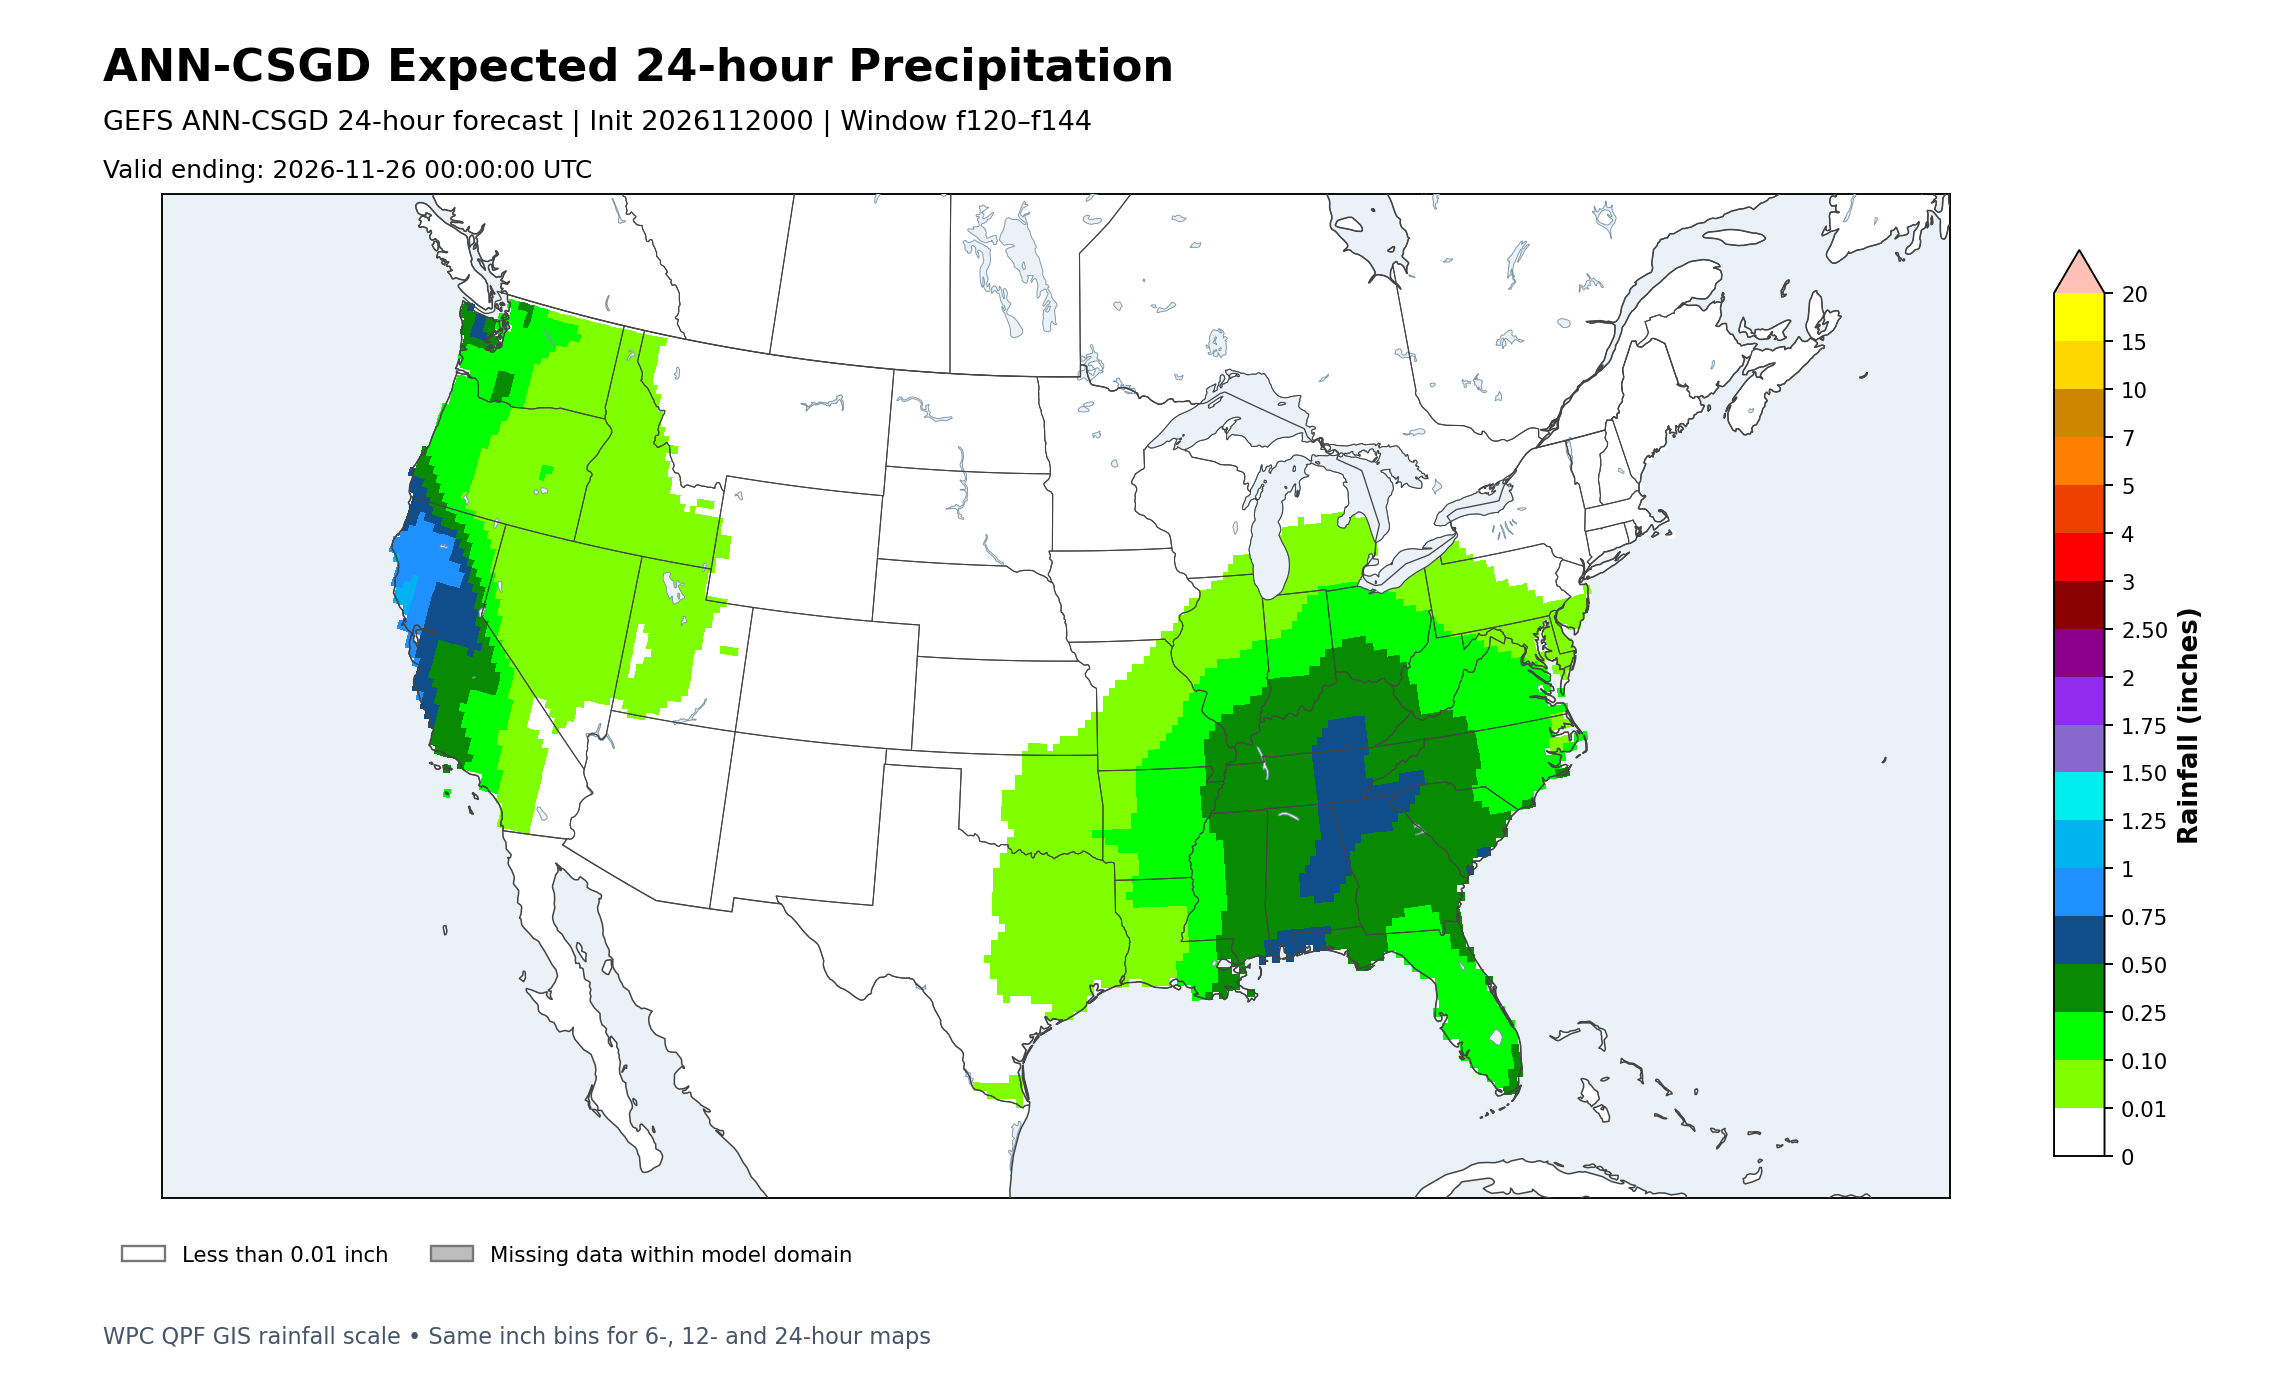 ANN-CSGD Expected 24-hour Precipitation
GEFS ANN-CSGD 24-hour forecast | Init 2026112000 | Window f120–f144
Valid ending: 2026-11-26 00:00:00 UTC
20
15
10
7
5
4
3
2.50
2
1.75
1.50
1.25
1
0.75
0.50
0.25
0.10
0.01
0
Rainfall (inches)
Less than 0.01 inch
Missing data within model domain
WPC QPF GIS rainfall scale • Same inch bins for 6-, 12- and 24-hour maps